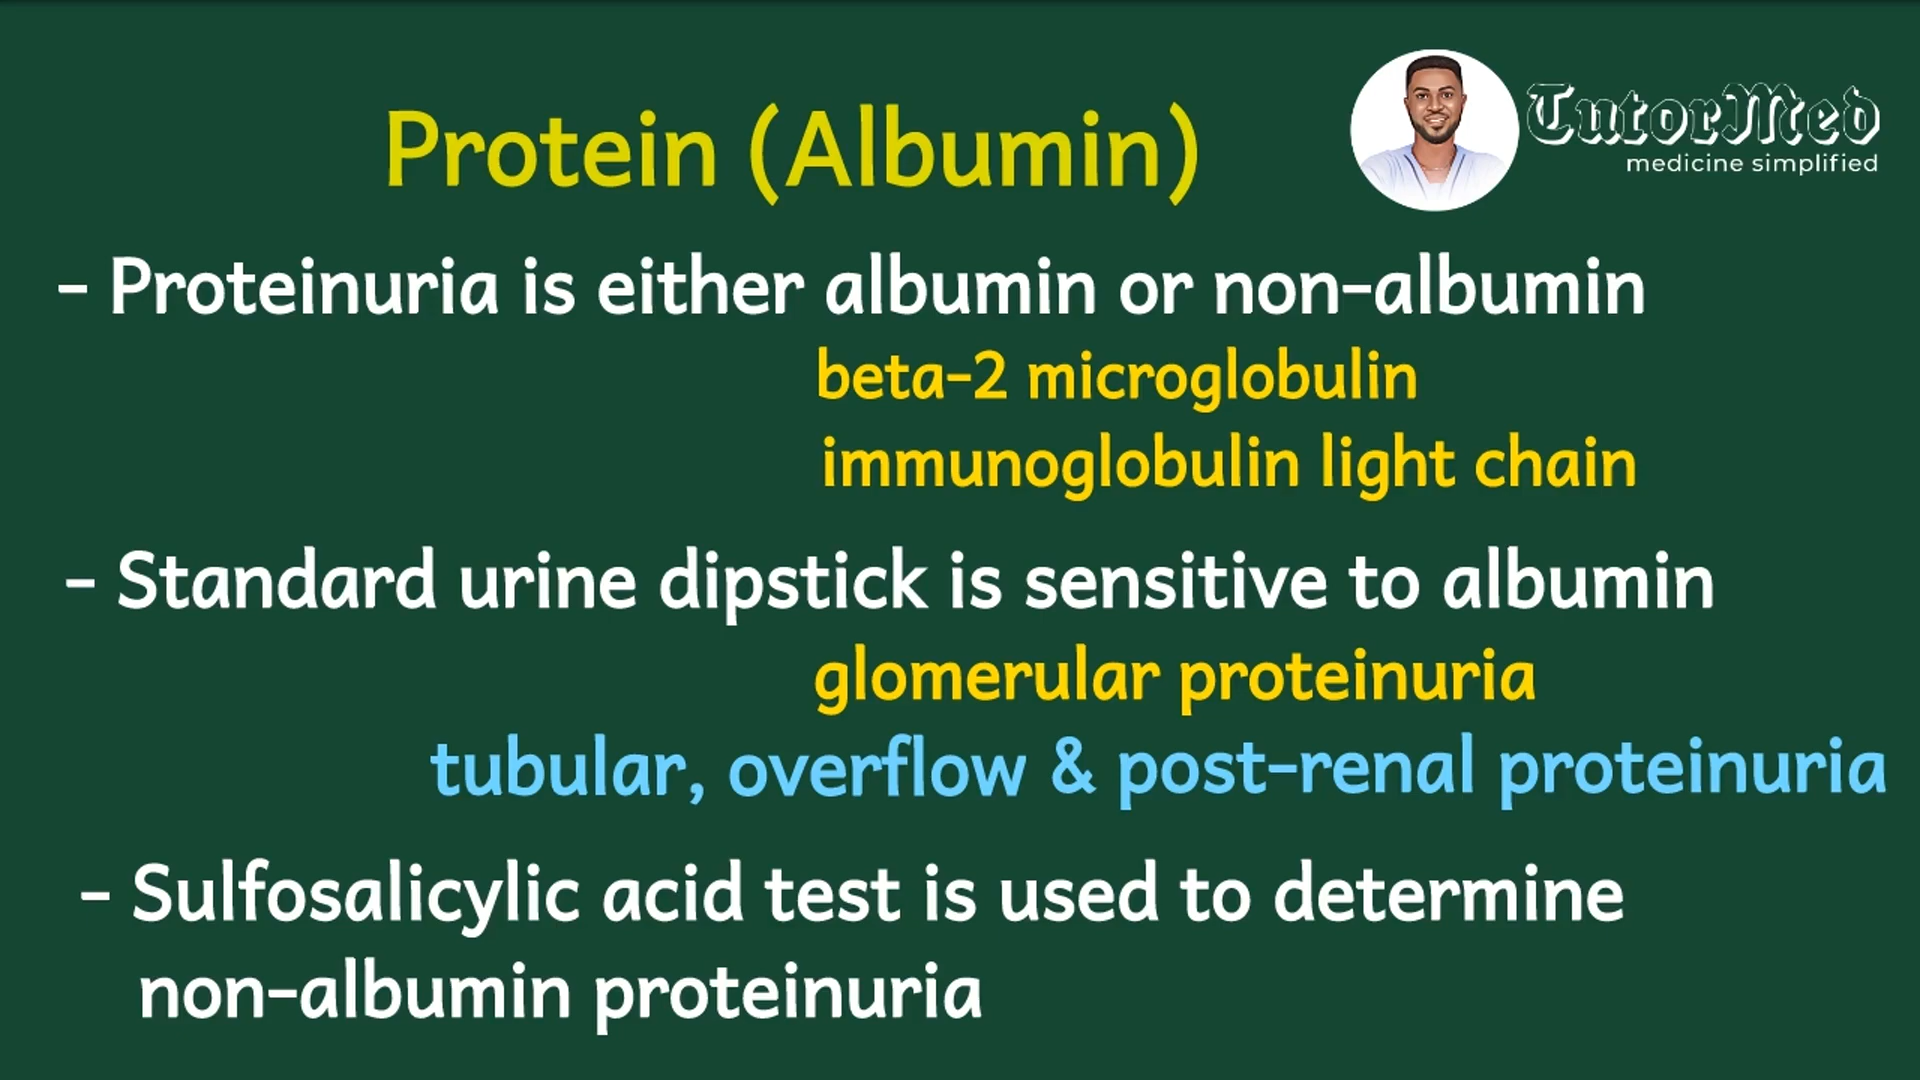 Protein (Albumin)
TutorMed
medicine simplified
- Proteinuria is either albumin or non-albumin
beta-2 microglobulin
immunoglobulin light chain
- Standard urine dipstick is sensitive to albumin
glomerular proteinuria
tubular, overflow & post-renal proteinuria
- Sulfosalicylic acid test is used to determine
non-albumin proteinuria